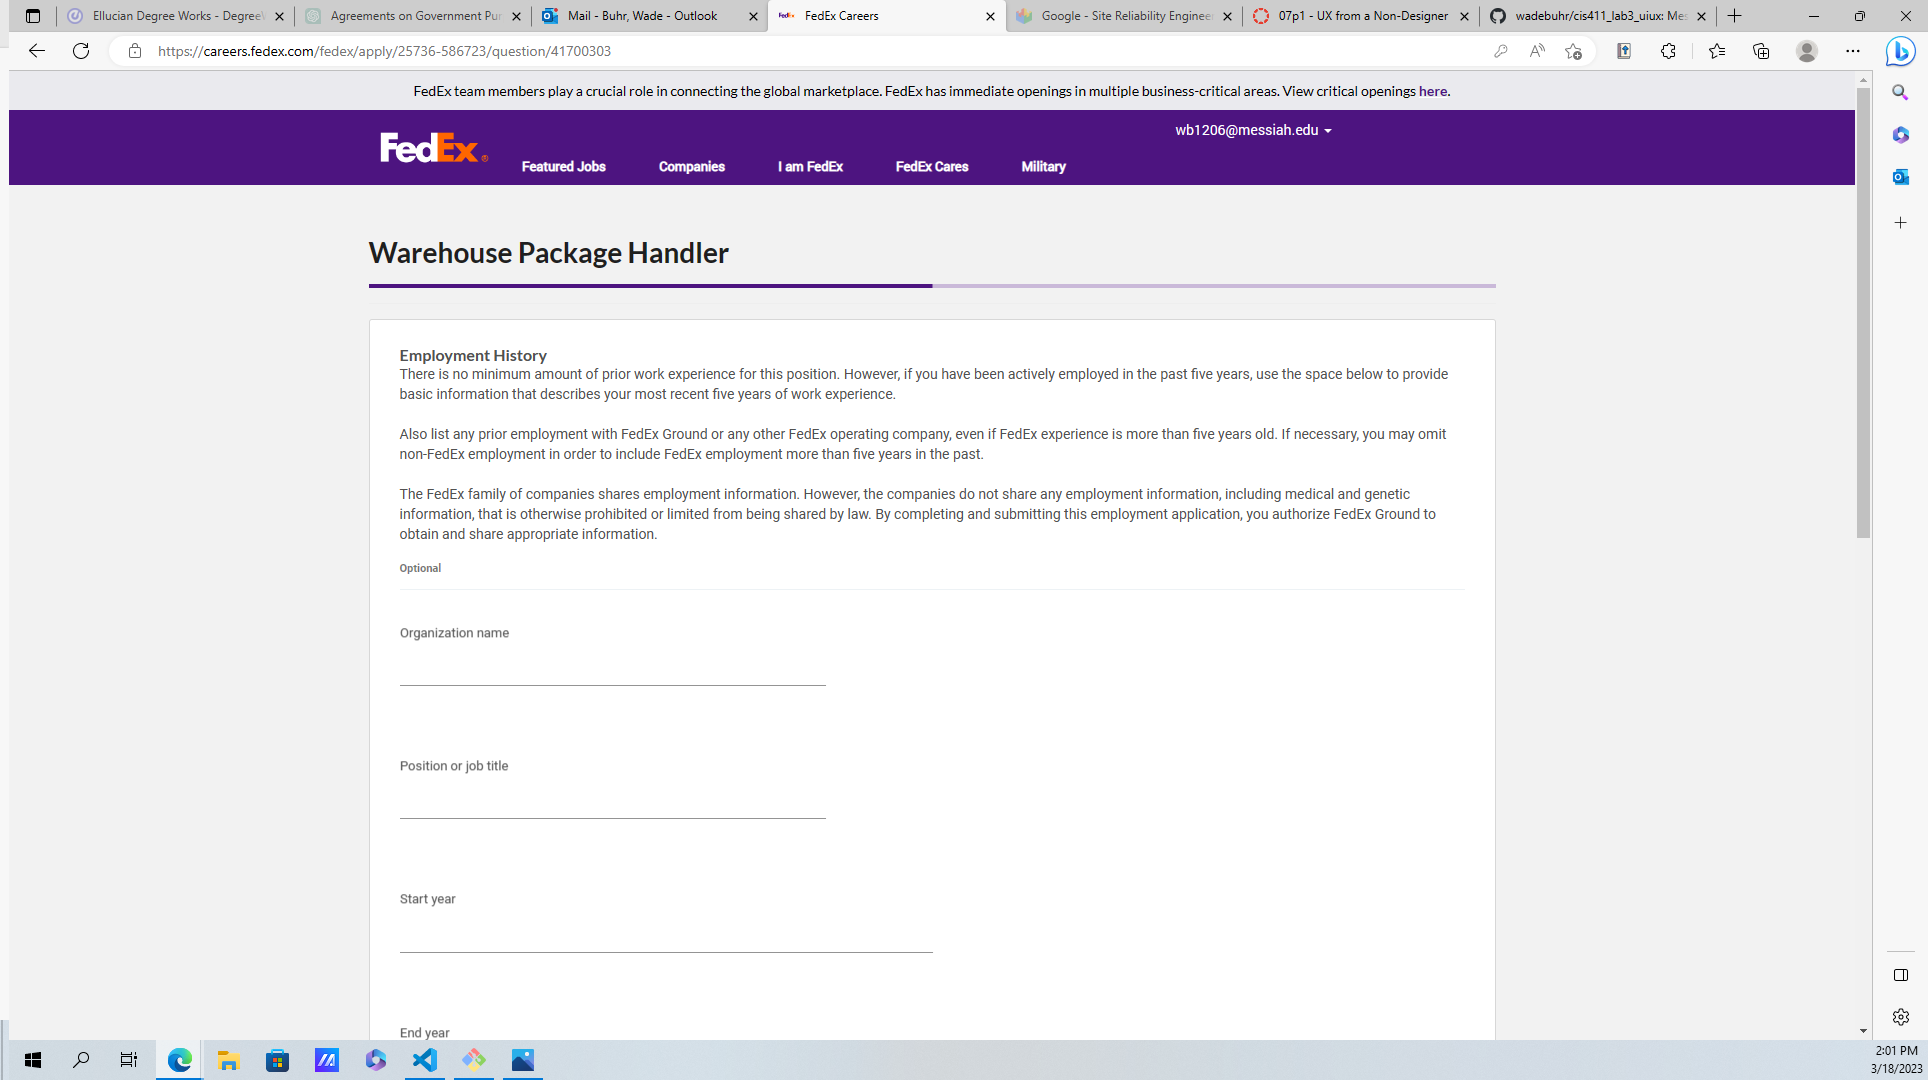 Ellucian Degree Works - Degree
Agreements on Government Pur
Mail - Buhr, Wade - Outlook
FedEx Careers
Google - Site Reliability Engineer
07p1 - UX from a Non-Designer
wadebuhr/cis411_lab3_uiux: Mes
https://careers.fedex.com/fedex/apply/25736-586723/question/41700303
FedEx team members play a crucial role in connecting the global marketplace. FedEx has immediate openings in multiple business-critical areas. View critical openings here.
wb1206@messiah.edu
FedEx®
Featured Jobs
Companies
I am FedEx
FedEx Cares
Military
Warehouse Package Handler
Employment History
There is no minimum amount of prior work experience for this position. However, if you have been actively employed in the past five years, use the space below to provide
basic information that describes your most recent five years of work experience.
Also list any prior employment with FedEx Ground or any other FedEx operating company, even if FedEx experience is more than five years old. If necessary, you may omit
non-FedEx employment in order to include FedEx employment more than five years in the past.
The FedEx family of companies shares employment information. However, the companies do not share any employment information, including medical and genetic
information, that is otherwise prohibited or limited from being shared by law. By completing and submitting this employment application, you authorize FedEx Ground to
obtain and share appropriate information.
Optional
Organization name
Position or job title
Start year
End year
2:01 PM
3/18/2023